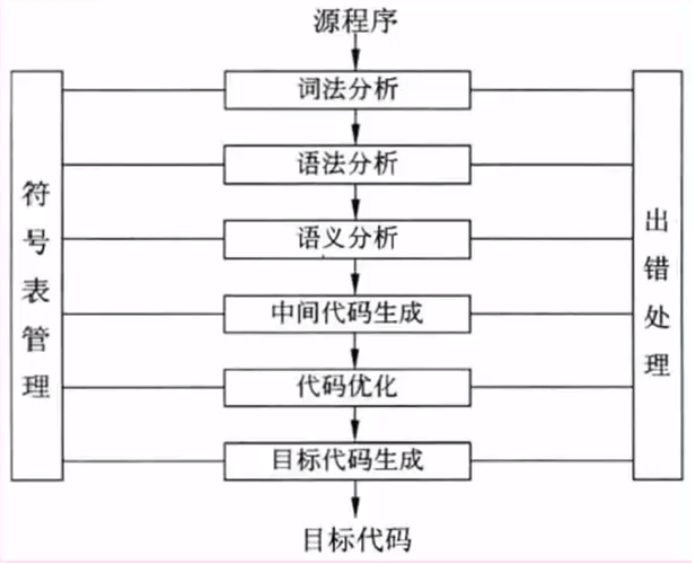 源程序
词法分析
语法分析
语义分析
中间代码生成
代码优化
目标代码生成
目标代码
符号表管理
出错处理